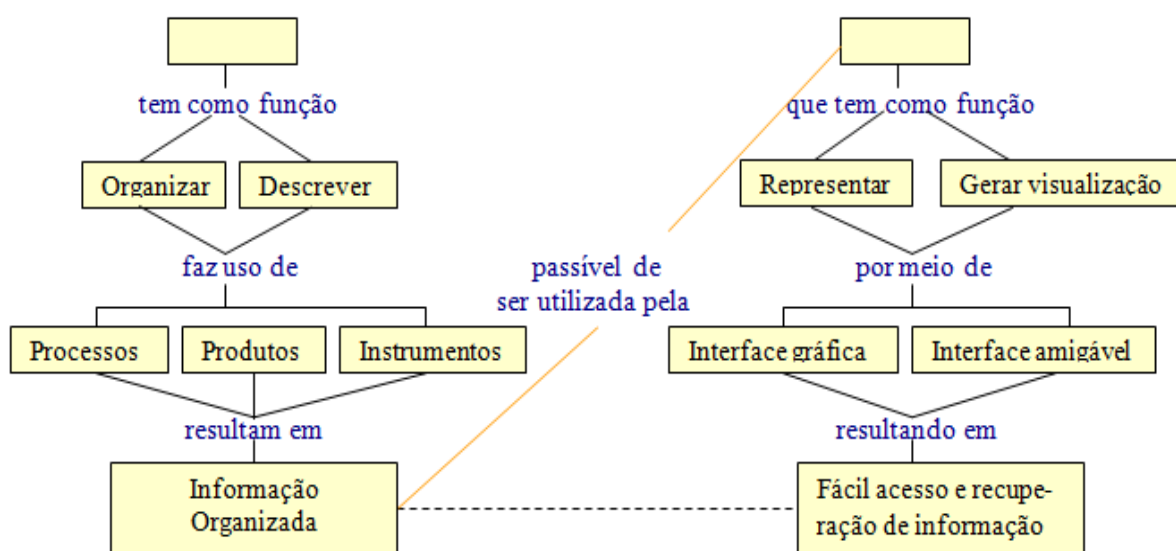 tem como função
que tem como função
Organizar
Descrever
Representar
Gerar visualização
faz uso de
passível de
ser utilizada pela
por meio de
Processos
Produtos
Instrumentos
Interface gráfica
Interface amigável
resultam em
resultando em
Informação
Organizada
Fácil acesso e recupe-
ração de informação